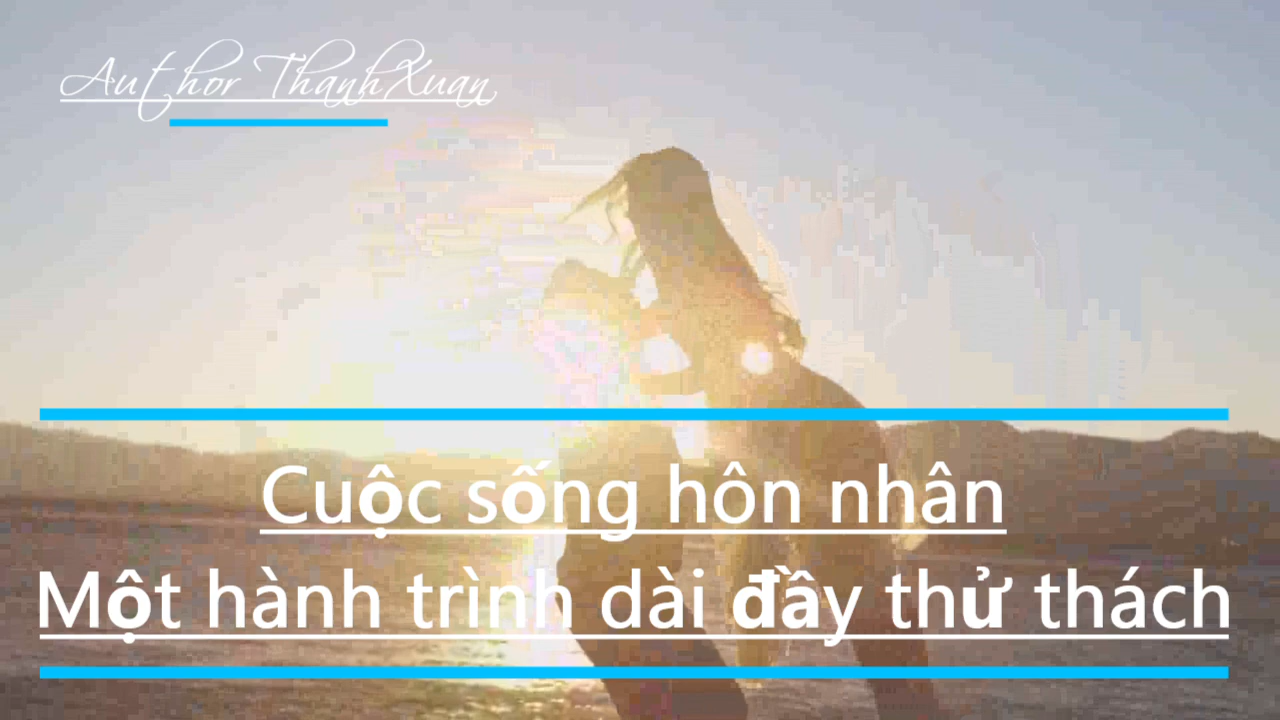 Author ThanhXuan
Cuộc sống hôn nhân
Một hành trình dài đầy thử thách